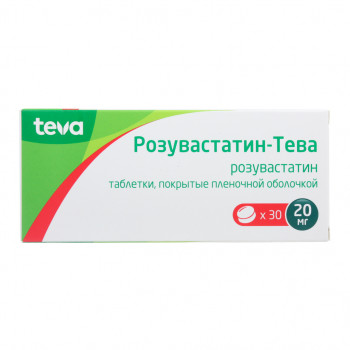 teva
Розувастатин-Тева
розувастатин
таблетки, покрытые пленочной оболочкой
x 30
20
мг